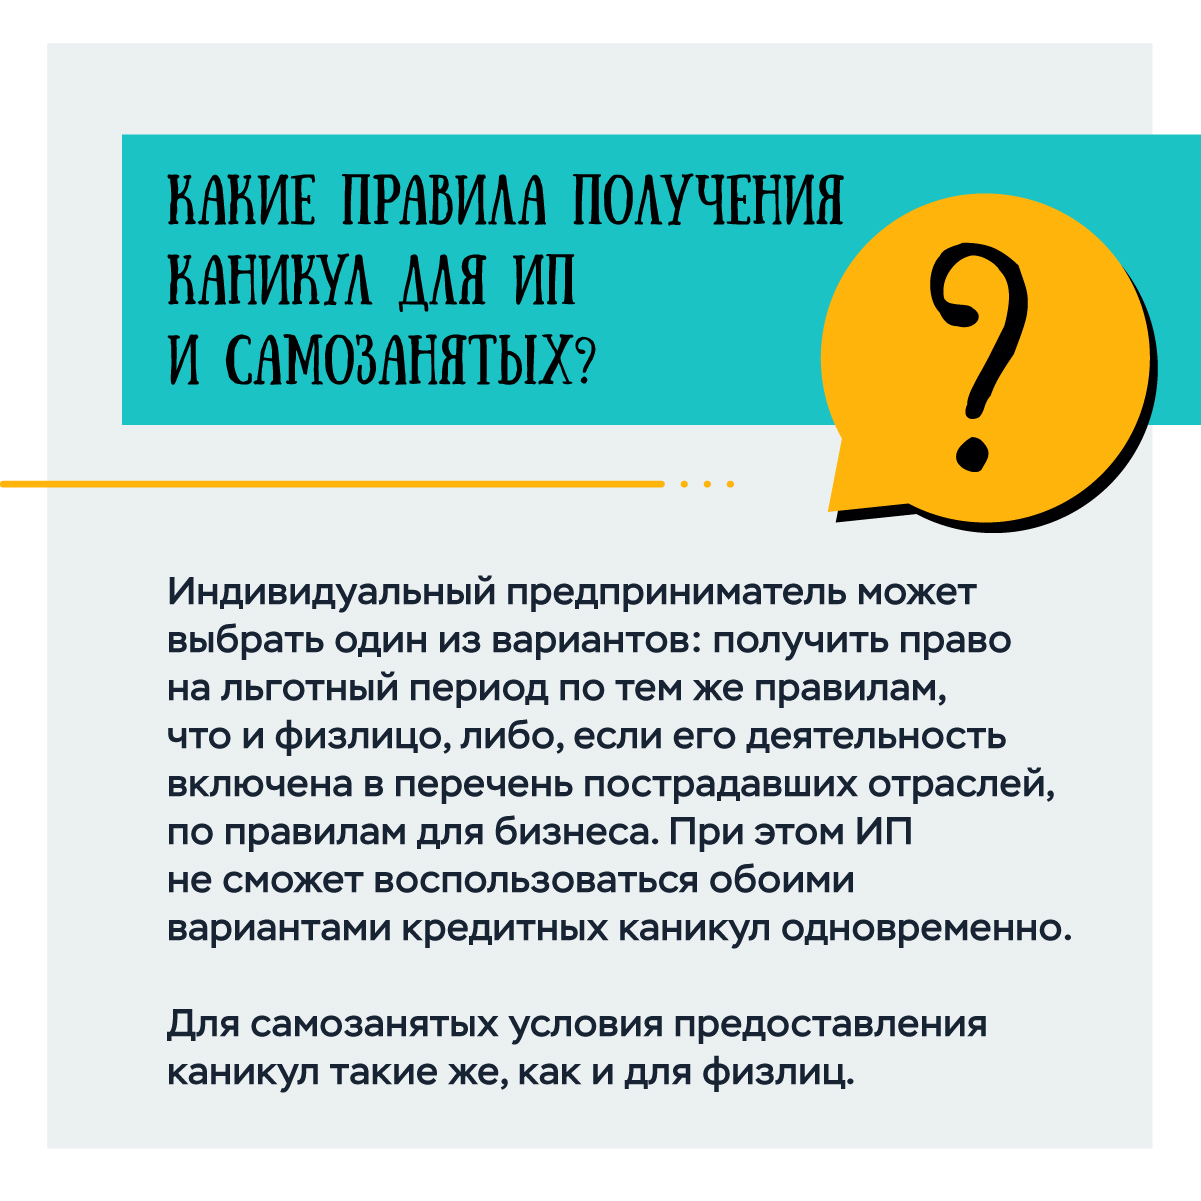 КАКИЕ ПРАВИЛА ПОЛУЧЕНИЯ
КАНИКУЛ ДЛЯ ИП
И САМОЗАНЯТЫХ?
?
Индивидуальный предприниматель может
выбрать один из вариантов: получить право
на льготный период по тем же правилам,
что и физлицо, либо, если его деятельность
включена в перечень пострадавших отраслей,
по правилам для бизнеса. При этом ИП
не сможет воспользоваться обоими
вариантами кредитных каникул одновременно.
Для самозанятых условия предоставления
каникул такие же, как и для физлиц.